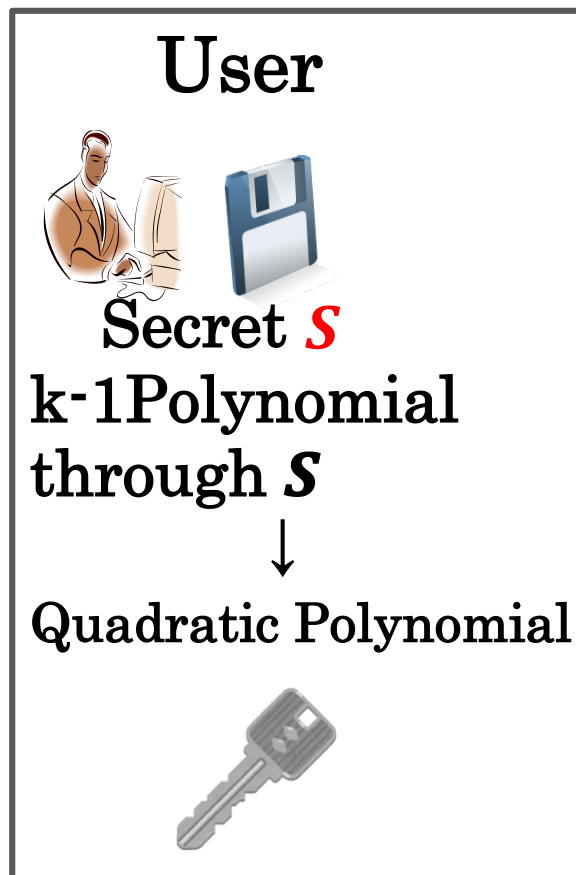 User
Secret S
k-1Polynomial
through S
↓
Quadratic Polynomial